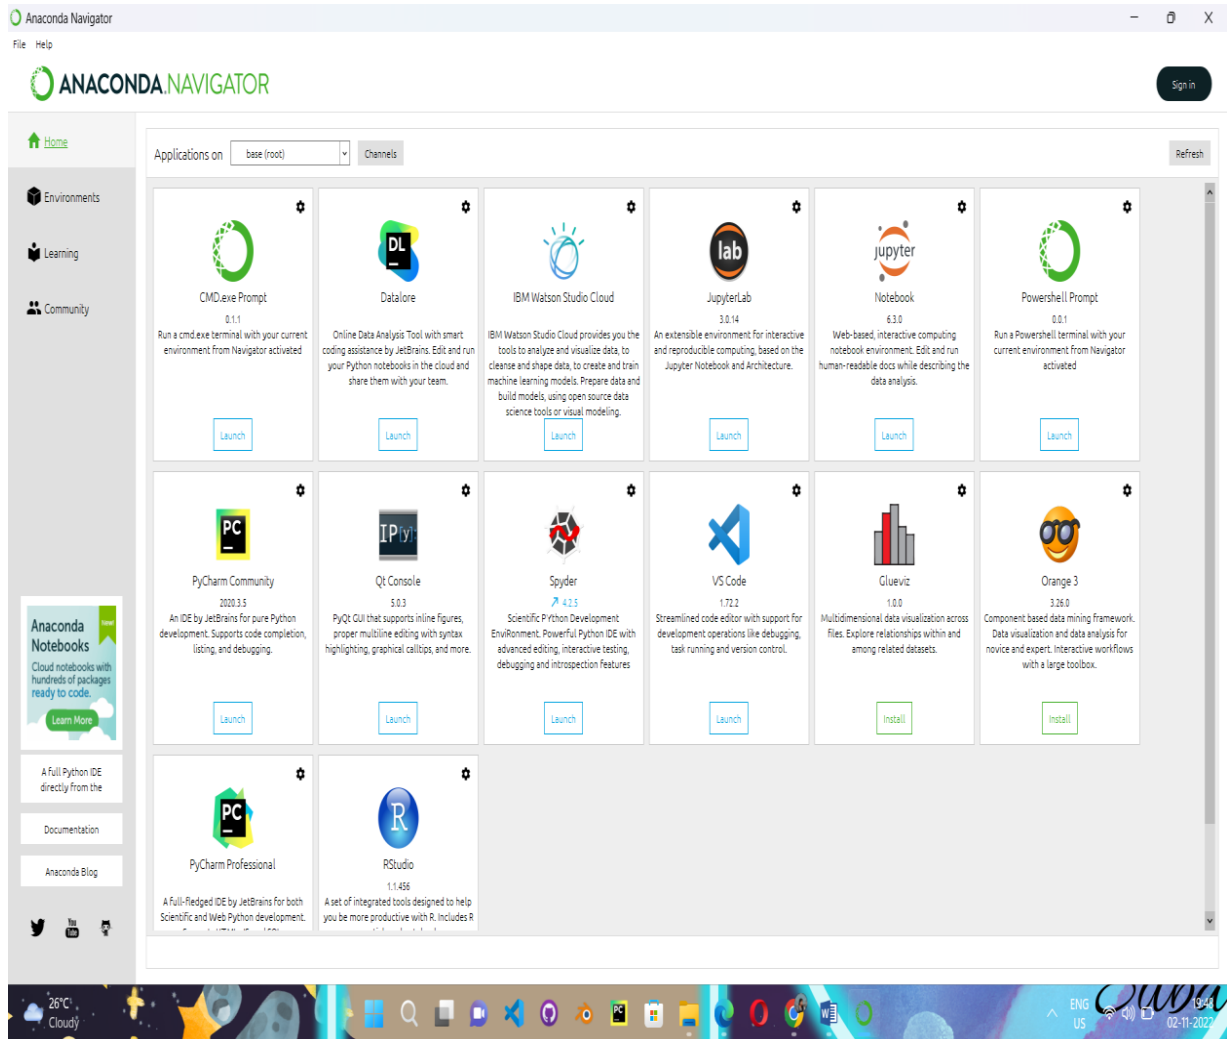 Anaconda Navigator
File Help
ANACONDA.NAVIGATOR
Sign in
Home
Environments
Learning
Community
Applications on base (root) Channels Refresh
CMD.exe Prompt
0.1.1
Run a cmd.exe terminal with your current
environment from Navigator activated
Launch
DL
Datalore
Online Data Analysis Tool with smart
coding assistance by JetBrains. Edit and run
your Python notebooks in the cloud and
share them with your team.
Launch
IBM Watson Studio Cloud
IBM Watson Studio Cloud provides you the
tools to analyze and visualize data, to
cleanse and shape data, to create and train
machine learning models. Prepare data and
build models, using open source data
science tools or visual modeling.
Launch
lab
JupyterLab
3.0.14
An extensible environment for interactive
and reproducible computing, based on the
Jupyter Notebook and Architecture.
Launch
jupyter
Notebook
6.3.0
Web-based, interactive computing
notebook environment. Edit and run
human-readable docs while describing the
data analysis.
Launch
Powershell Prompt
0.0.1
Run a Powershell terminal with your
current environment from Navigator
activated
Launch
PC
PyCharm Community
2020.3.5
An IDE by JetBrains for pure Python
development. Supports code completion,
listing, and debugging.
Launch
IP[y]:
Qt Console
5.0.3
PyQt GUI that supports inline figures,
proper multiline editing with syntax
highlighting, graphical calltips, and more.
Launch
Spyder
4.2.5
Scientific PYthon Development
EnviRonment. Powerful Python IDE with
advanced editing, interactive testing,
debugging and introspection features
Launch
VS Code
1.72.2
Streamlined code editor with support for
development operations like debugging,
task running and version control.
Launch
Glueviz
1.0.0
Multidimensional data visualization across
files. Explore relationships within and
among related datasets.
Install
Orange 3
3.26.0
Component based data mining framework.
Data visualization and data analysis for
novice and expert. Interactive workflows
with a large toolbox.
Install
PC
PyCharm Professional
A full-fledged IDE by JetBrains for both
Scientific and Web Python development.
R
RStudio
1.1.456
A set of integrated tools designed to help
you be more productive with R. Includes R
Anaconda
Notebooks
Cloud notebooks with
hundreds of packages
ready to code.
Learn More
A Full Python IDE
directly from the
Documentation
Anaconda Blog
You
Tube
26°C
Cloudy
PC
ENG
US
19:48
02-11-2022